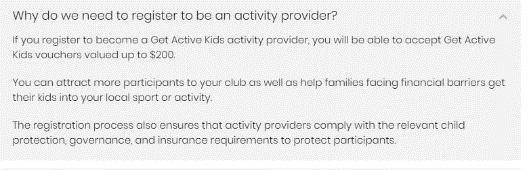 Why do we need to register to be an activity provider?
If you register to become a Get Active Kids activity provider, you will be able to accept Get Active
Kids vouchers valued up to $200.
You can attract more participants to your club as well as help families facing financial barriers get
their kids into your local sport or activity.
The registration process also ensures that activity providers comply with the relevant child
protection, governance, and insurance requirements to protect participants.